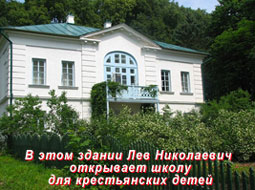 В этом здании Лев Николаевич
открывает школу
для крестьянских детей